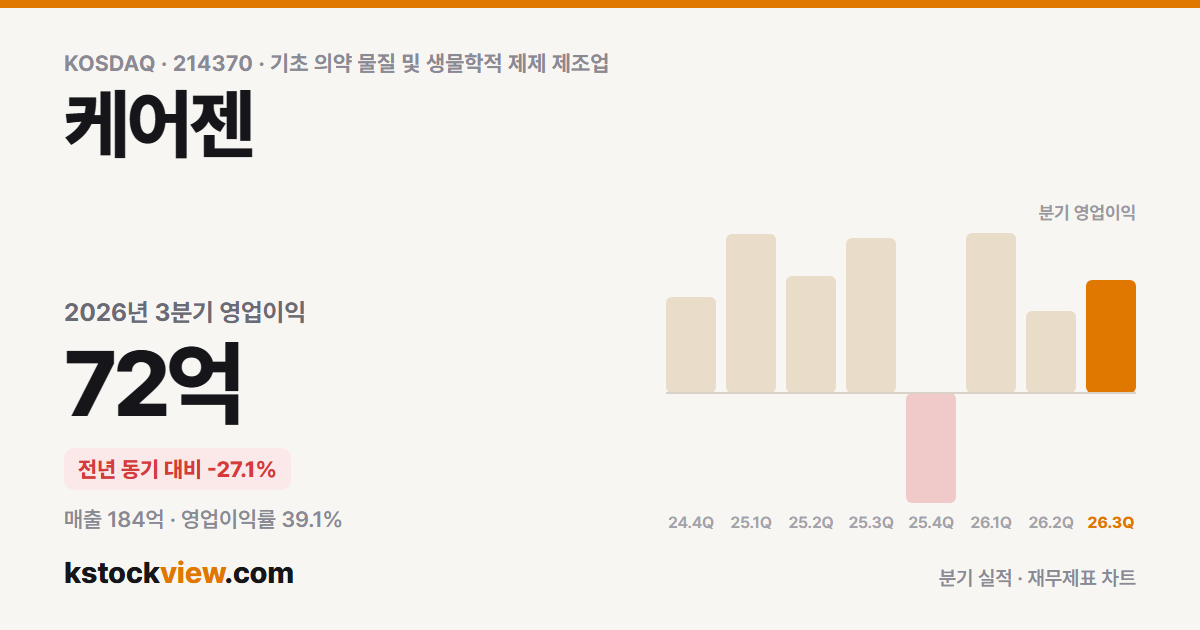 KOSDAQ · 214370 · 기초 의약 물질 및 생물학적 제제 제조업
케어젠
분기 영업이익
2026년 3분기 영업이익
72억
전년 동기 대비 -27.1%
매출 184억 · 영업이익률 39.1%
24.4Q 25.1Q 25.2Q 25.3Q 25.4Q 26.1Q 26.2Q 26.3Q
kstockview.com
분기 실적 · 재무제표 차트